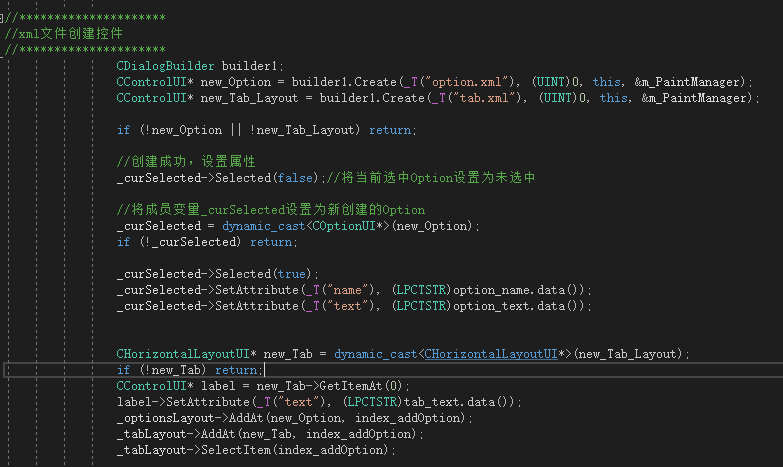 //*********************
//xml文件创建控件
//*********************
CDialogBuilder builder1;
CControlUI* new_Option = builder1.Create(_T("option.xml"), (UINT)0, this, &m_PaintManager);
CControlUI* new_Tab_Layout = builder1.Create(_T("tab.xml"), (UINT)0, this, &m_PaintManager);
if (!new_Option || !new_Tab_Layout) return;
//创建成功，设置属性
_curSelected->Selected(false);//将当前选中Option设置为未选中
//将成员变量_curSelected设置为新创建的Option
_curSelected = dynamic_cast<COptionUI*>(new_Option);
if (!_curSelected) return;
_curSelected->Selected(true);
_curSelected->SetAttribute(_T("name"), (LPCTSTR)option_name.data());
_curSelected->SetAttribute(_T("text"), (LPCTSTR)option_text.data());
CHorizontalLayoutUI* new_Tab = dynamic_cast<CHorizontalLayoutUI*>(new_Tab_Layout);
if (!new_Tab) return;
CControlUI* label = new_Tab->GetItemAt(0);
label->SetAttribute(_T("text"), (LPCTSTR)tab_text.data());
_optionsLayout->AddAt(new_Option, index_addOption);
_tabLayout->AddAt(new_Tab, index_addOption);
_tabLayout->SelectItem(index_addOption);